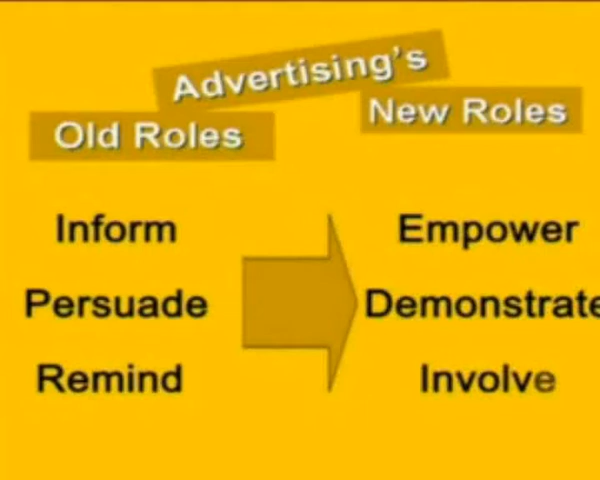 Advertising's
Old Roles
New Roles
Inform
Persuade
Remind
Empower
Demonstrate
Involve